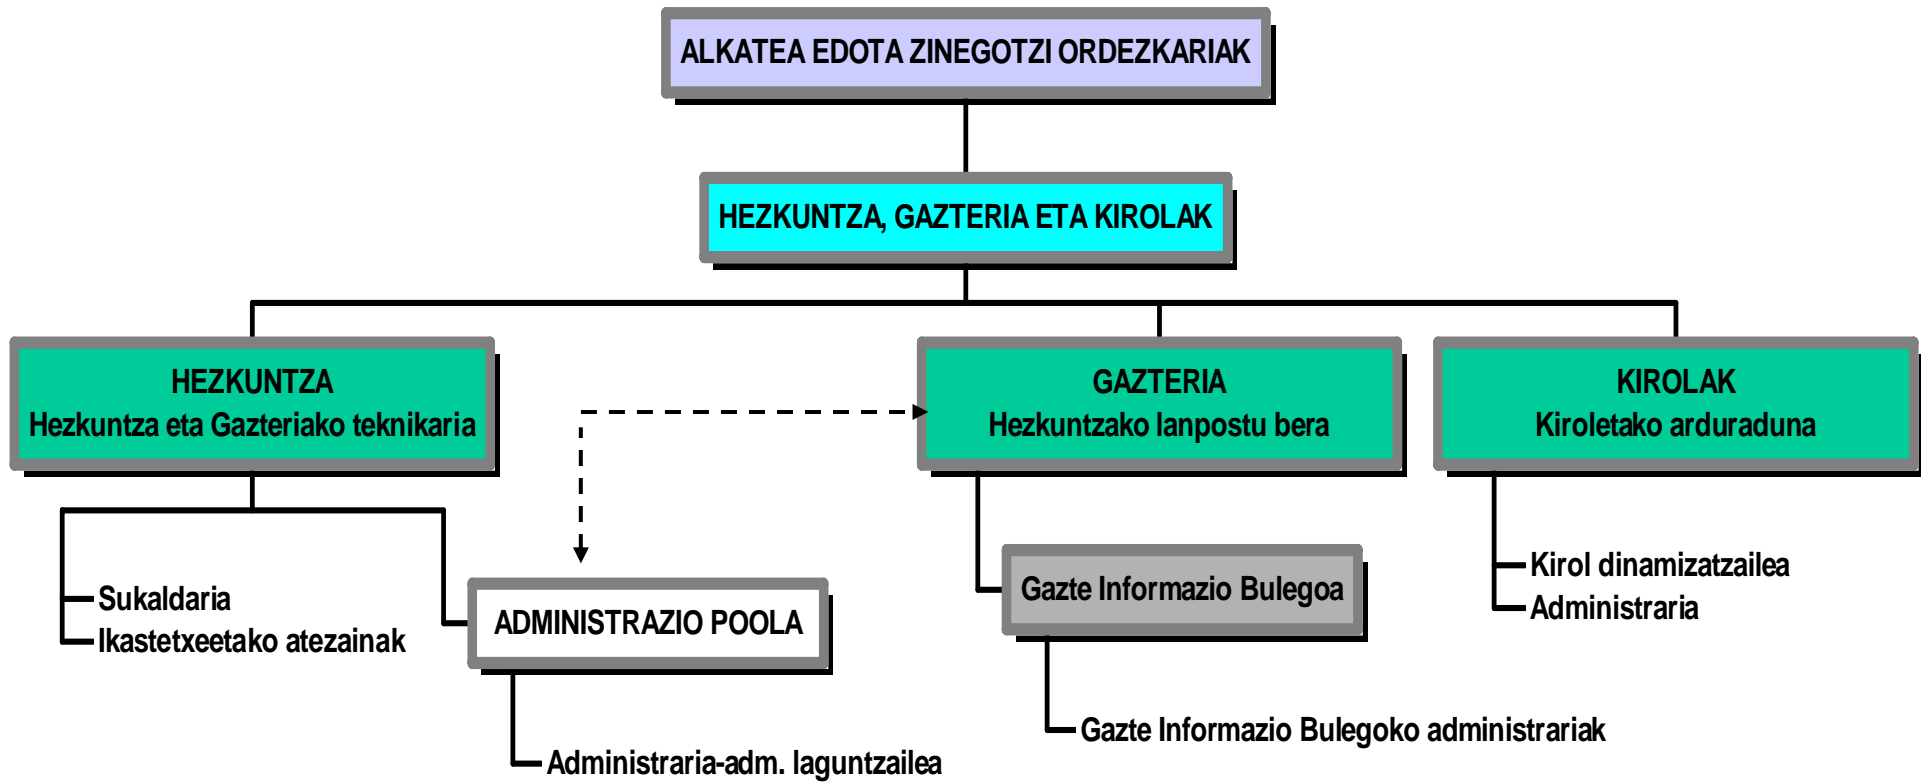 ALKATEA EDOTA ZINEGOTZI ORDEZKARIAK
HEZKUNTZA, GAZTERIA ETA KIROLAK
HEZKUNTZA
Hezkuntza eta Gazteriako teknikaria
GAZTERIA
Hezkuntzako lanpostu bera
KIROLAK
Kiroletako arduraduna
Sukaldaria
Ikastetxeetako atezainak
ADMINISTRAZIO POOLA
Administraria-adm. laguntzailea
Gazte Informazio Bulegoa
Gazte Informazio Bulegoko administrariak
Kirol dinamizatzailea
Administraria